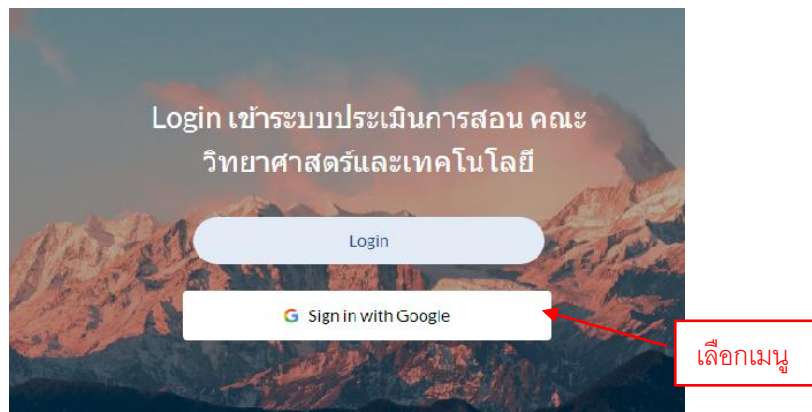 Login เข้าระบบประเมินการสอน คณะ
วิทยาศาสตร์และเทคโนโลยี
Login
Sign in with Google
เลือกเมนู